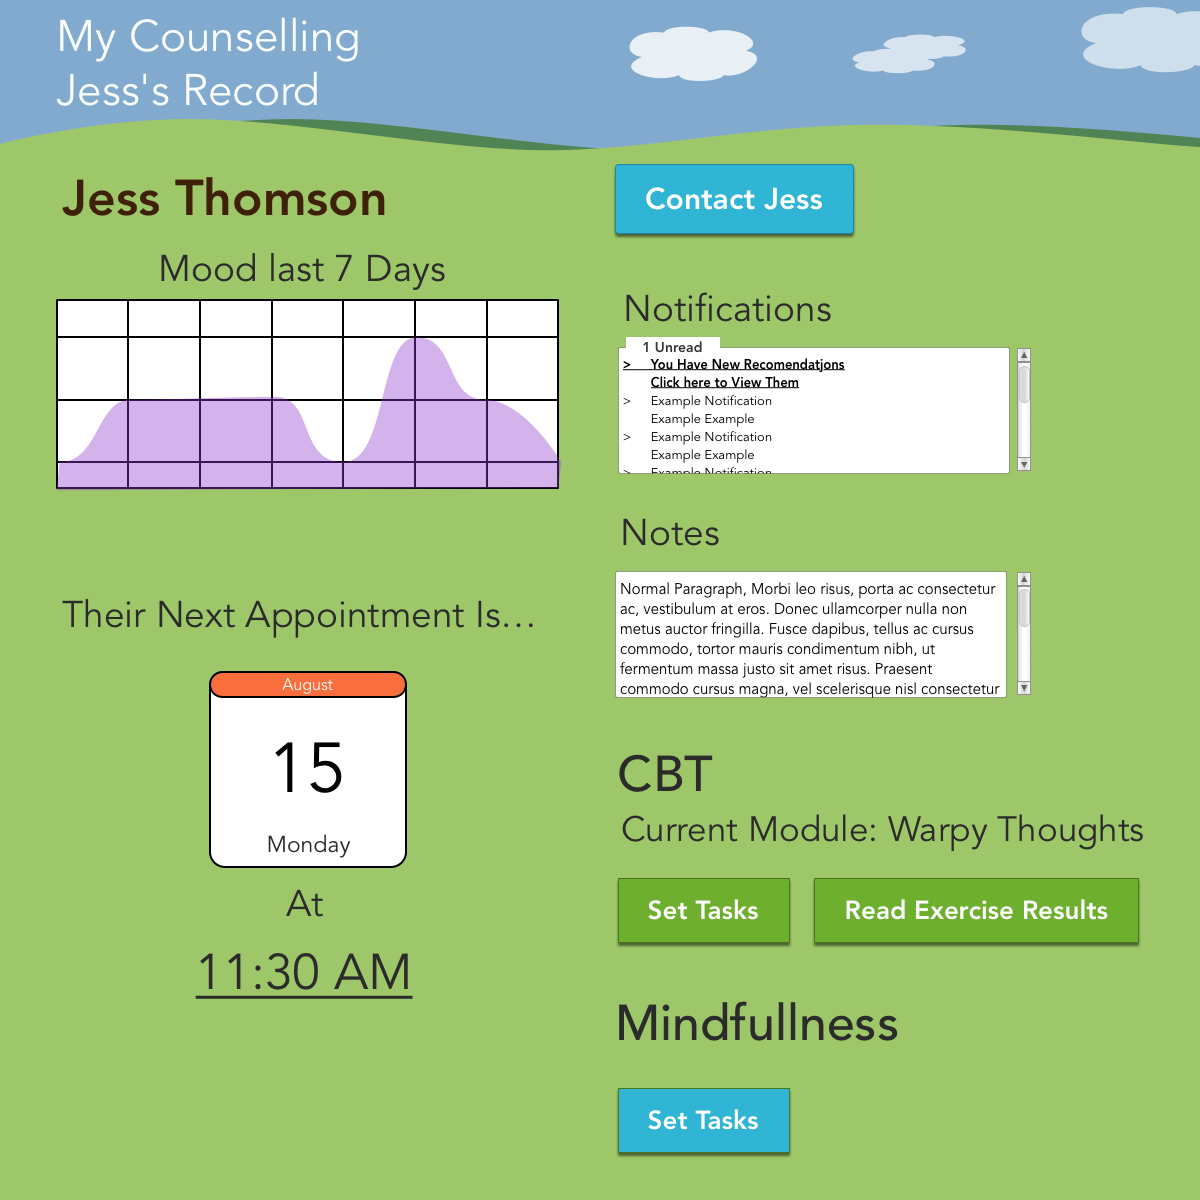 My Counselling
Jess's Record
Jess Thomson
Mood last 7 Days
Their Next Appointment Is...
August
15
Monday
At
11:30 AM
Contact Jess
Notifications
1 Unread
> You Have New Recomendatjons
Click here to View Them
> Example Notification
Example Example
> Example Notification
Example Example
> Example Notification
Notes
Normal Paragraph, Morbi leo risus, porta ac consectetur
ac, vestibulum at eros. Donec ullamcorper nulla non
metus auctor fringilla. Fusce dapibus, tellus ac cursus
commodo, tortor mauris condimentum nibh, ut
fermentum massa justo sit amet risus. Praesent
commodo cursus magna, vel scelerisque nisl consectetur
CBT
Current Module: Warpy Thoughts
Set Tasks
Read Exercise Results
Mindfullness
Set Tasks